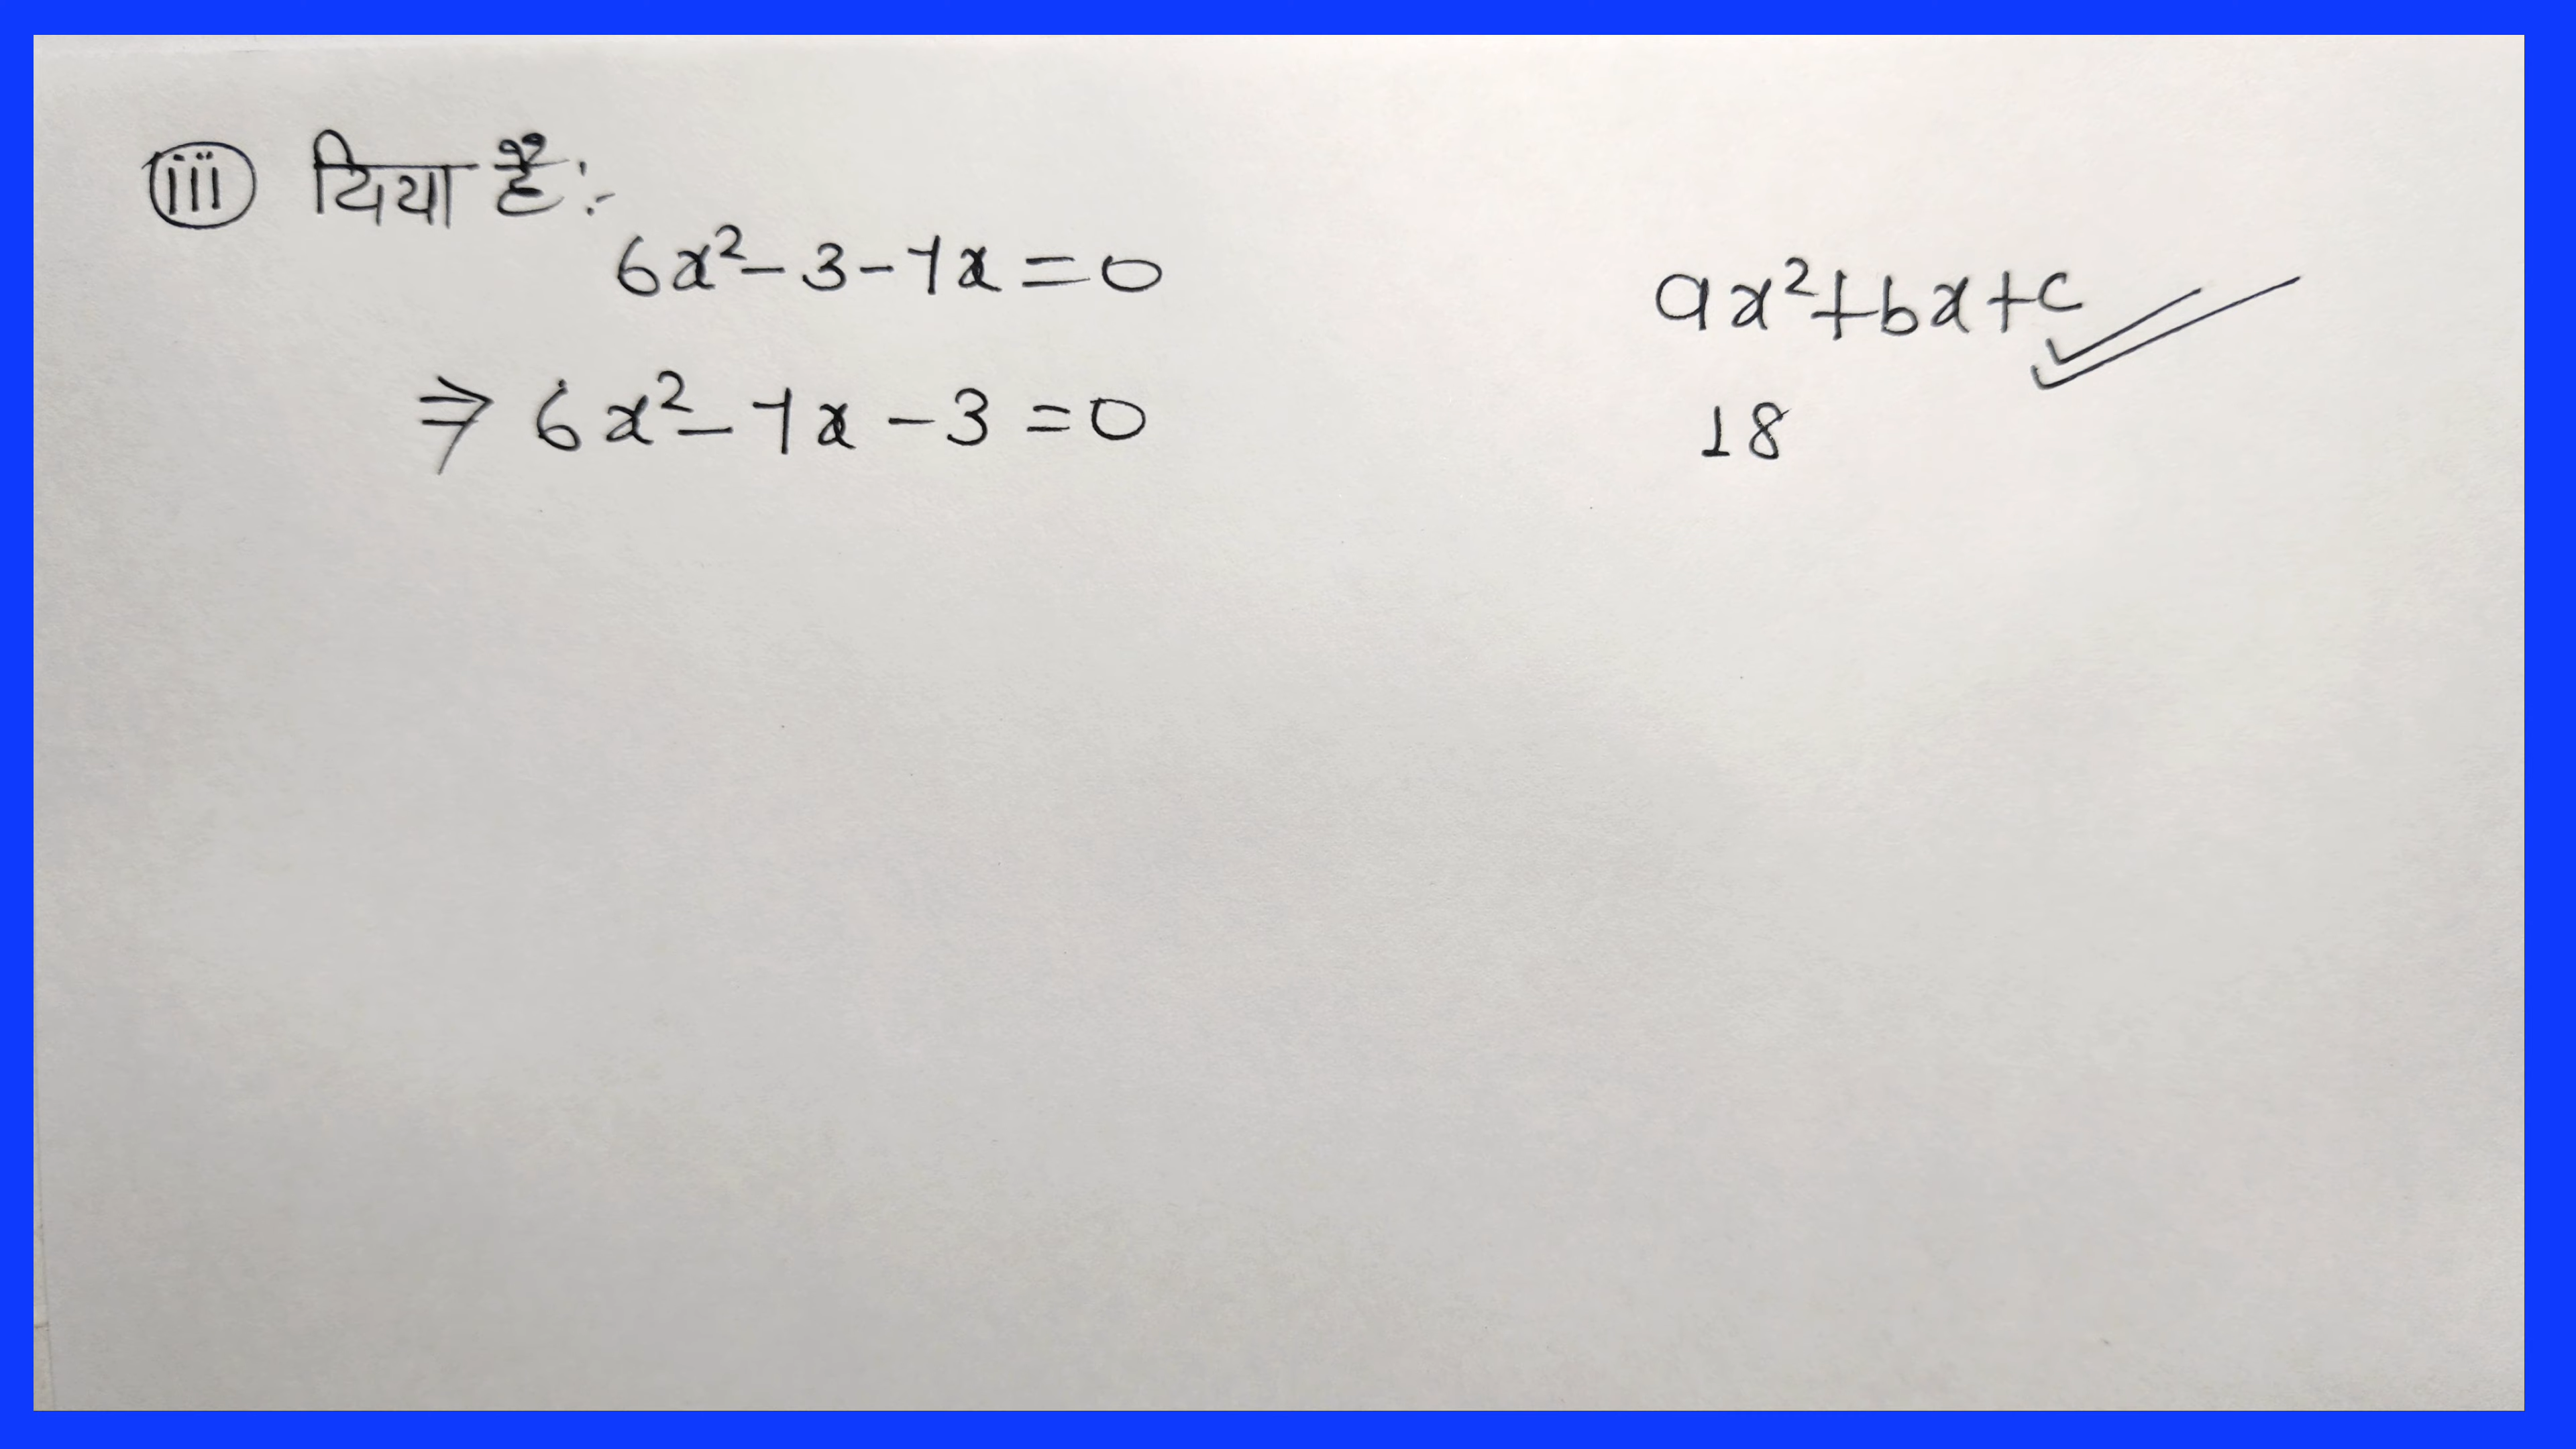 iii दिया है :-
6x² - 3 - 7x = 0
ax² + bx + c
⇒ 6x² - 7x - 3 = 0
18